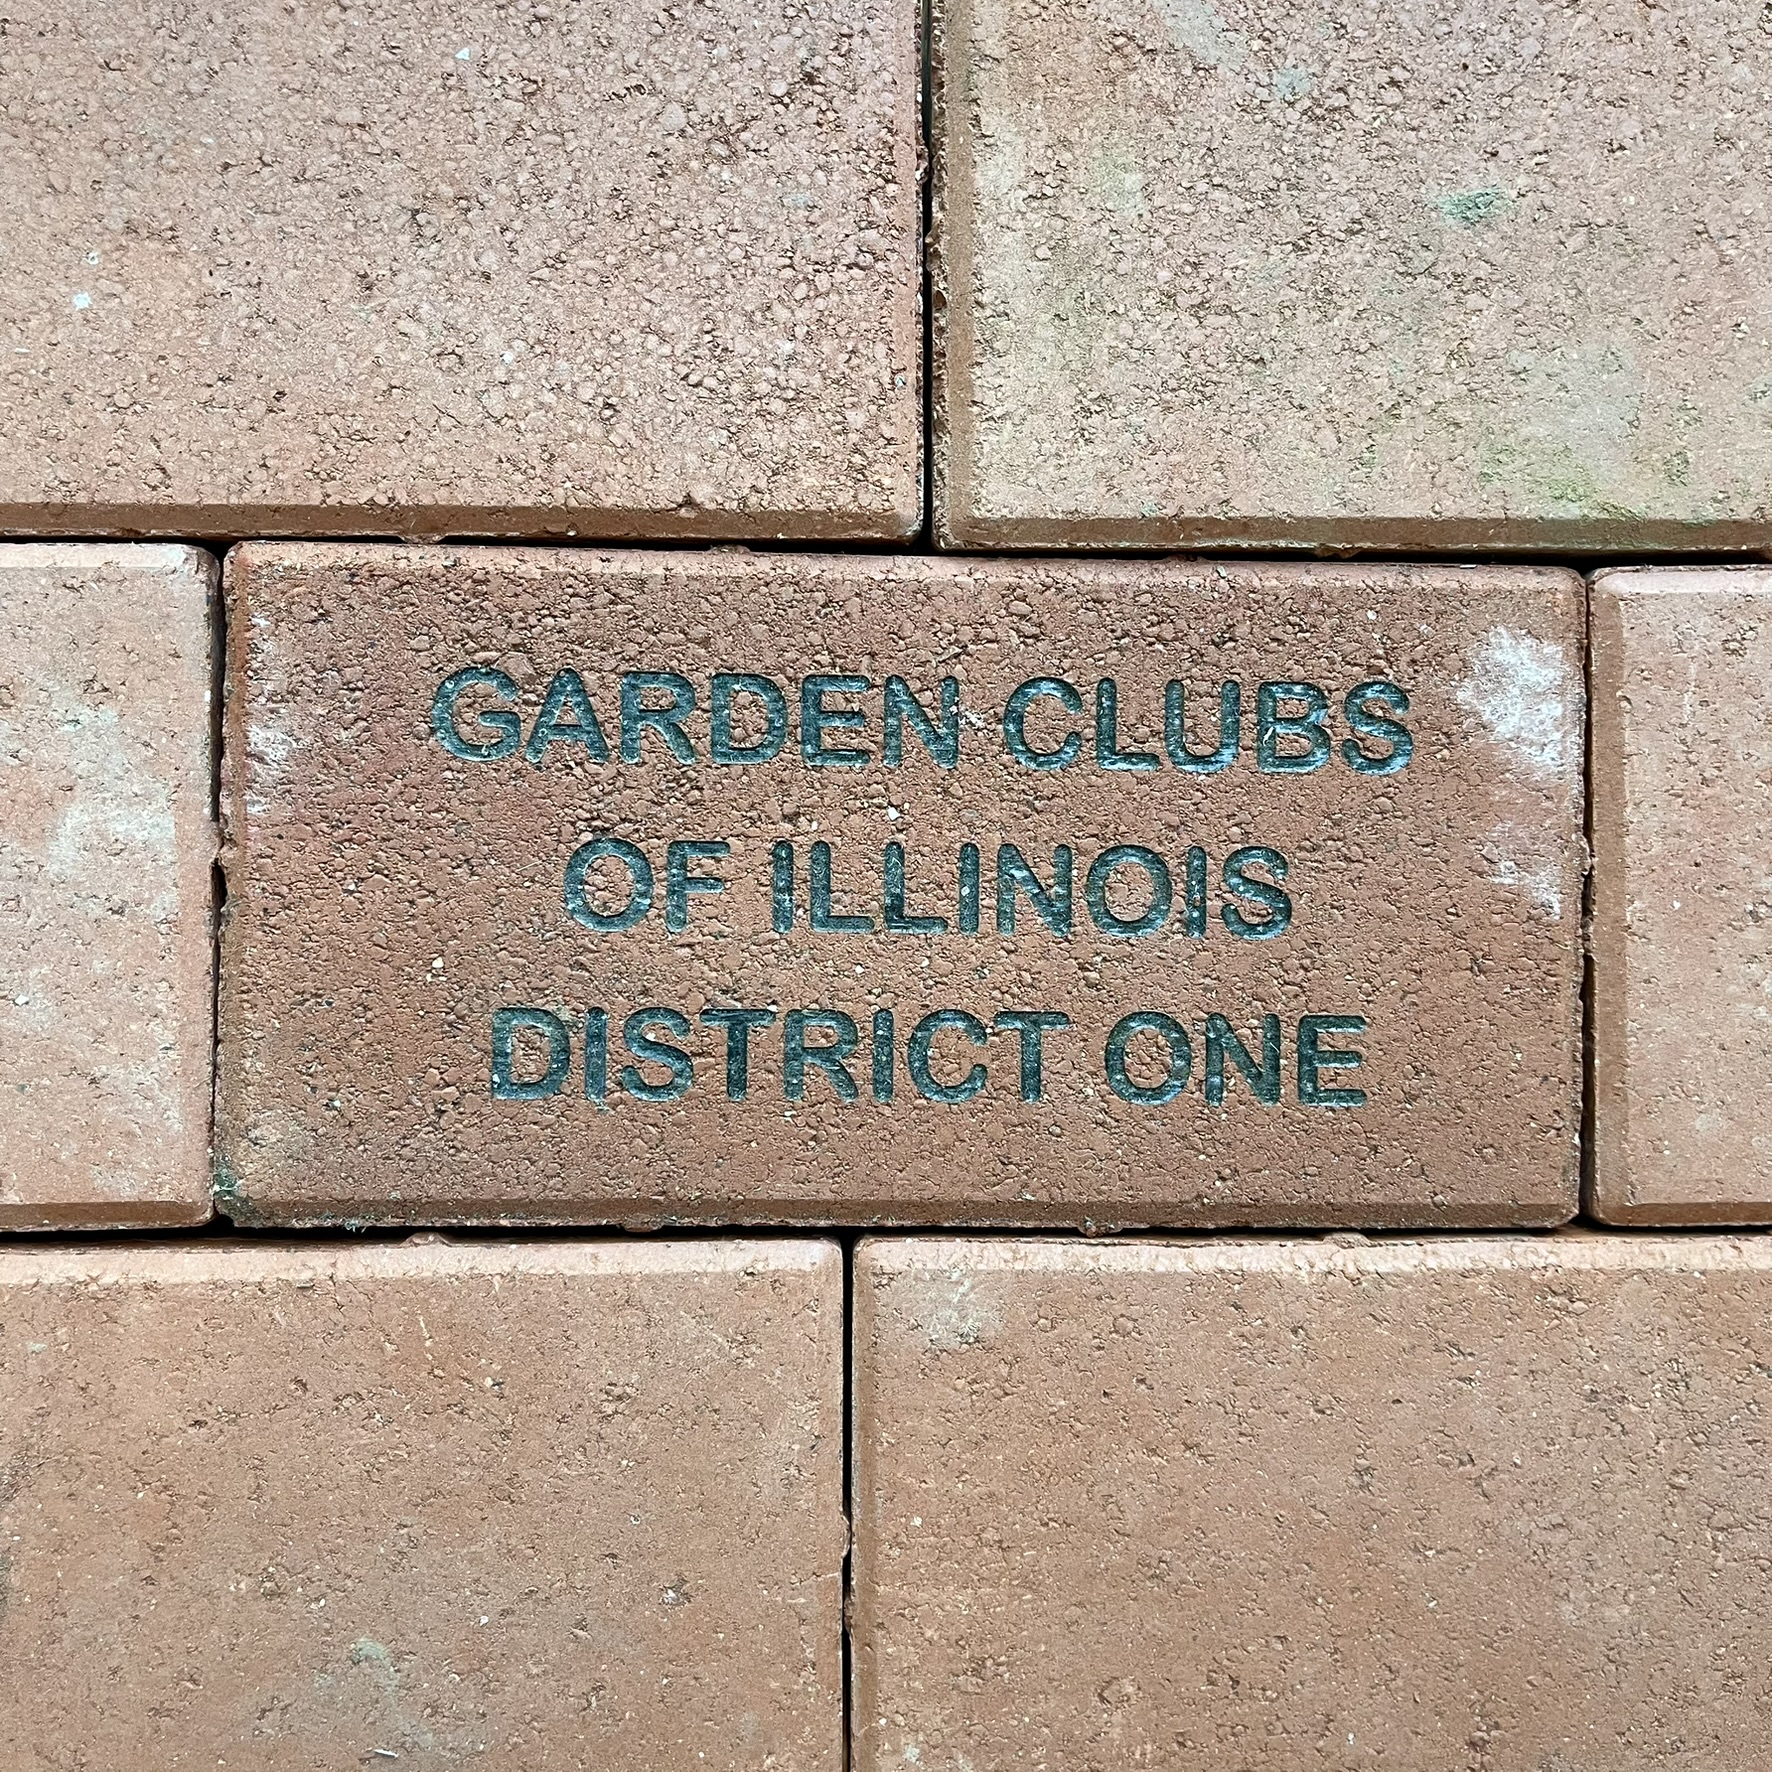 GARDEN CLUBS
OF ILLINOIS
DISTRICT ONE